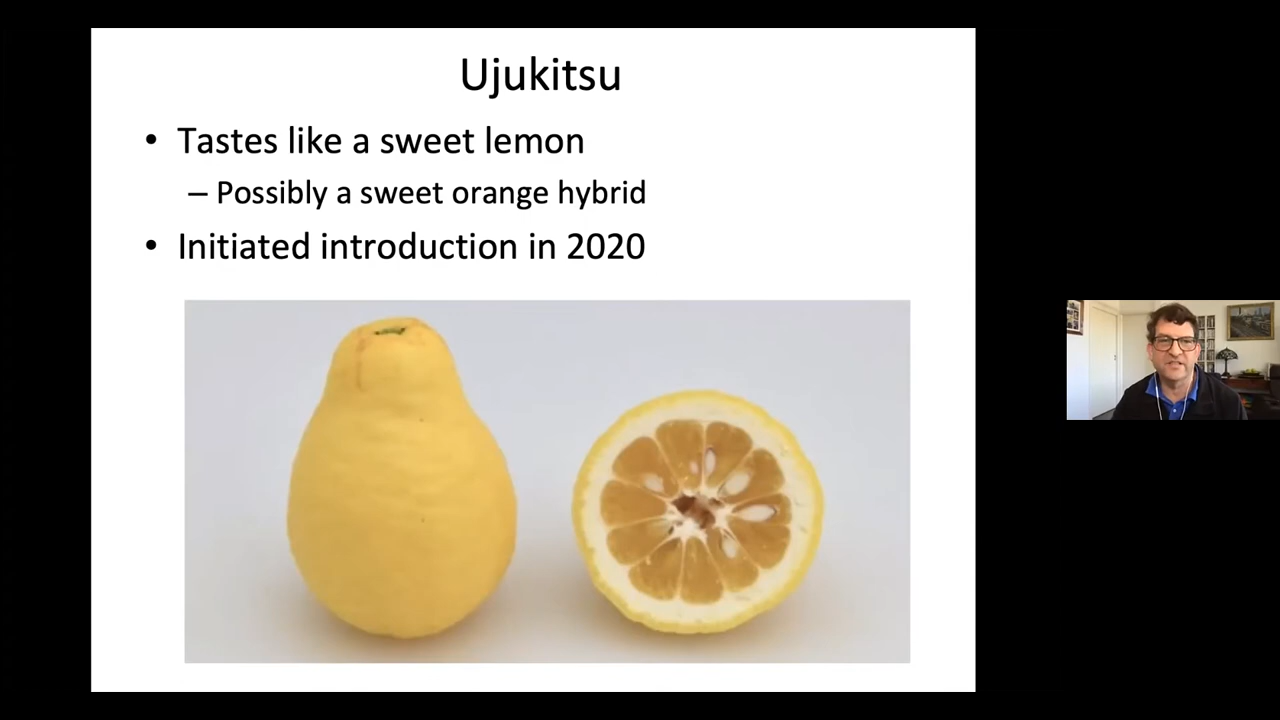 Ujukitsu
• Tastes like a sweet lemon
– Possibly a sweet orange hybrid
• Initiated introduction in 2020